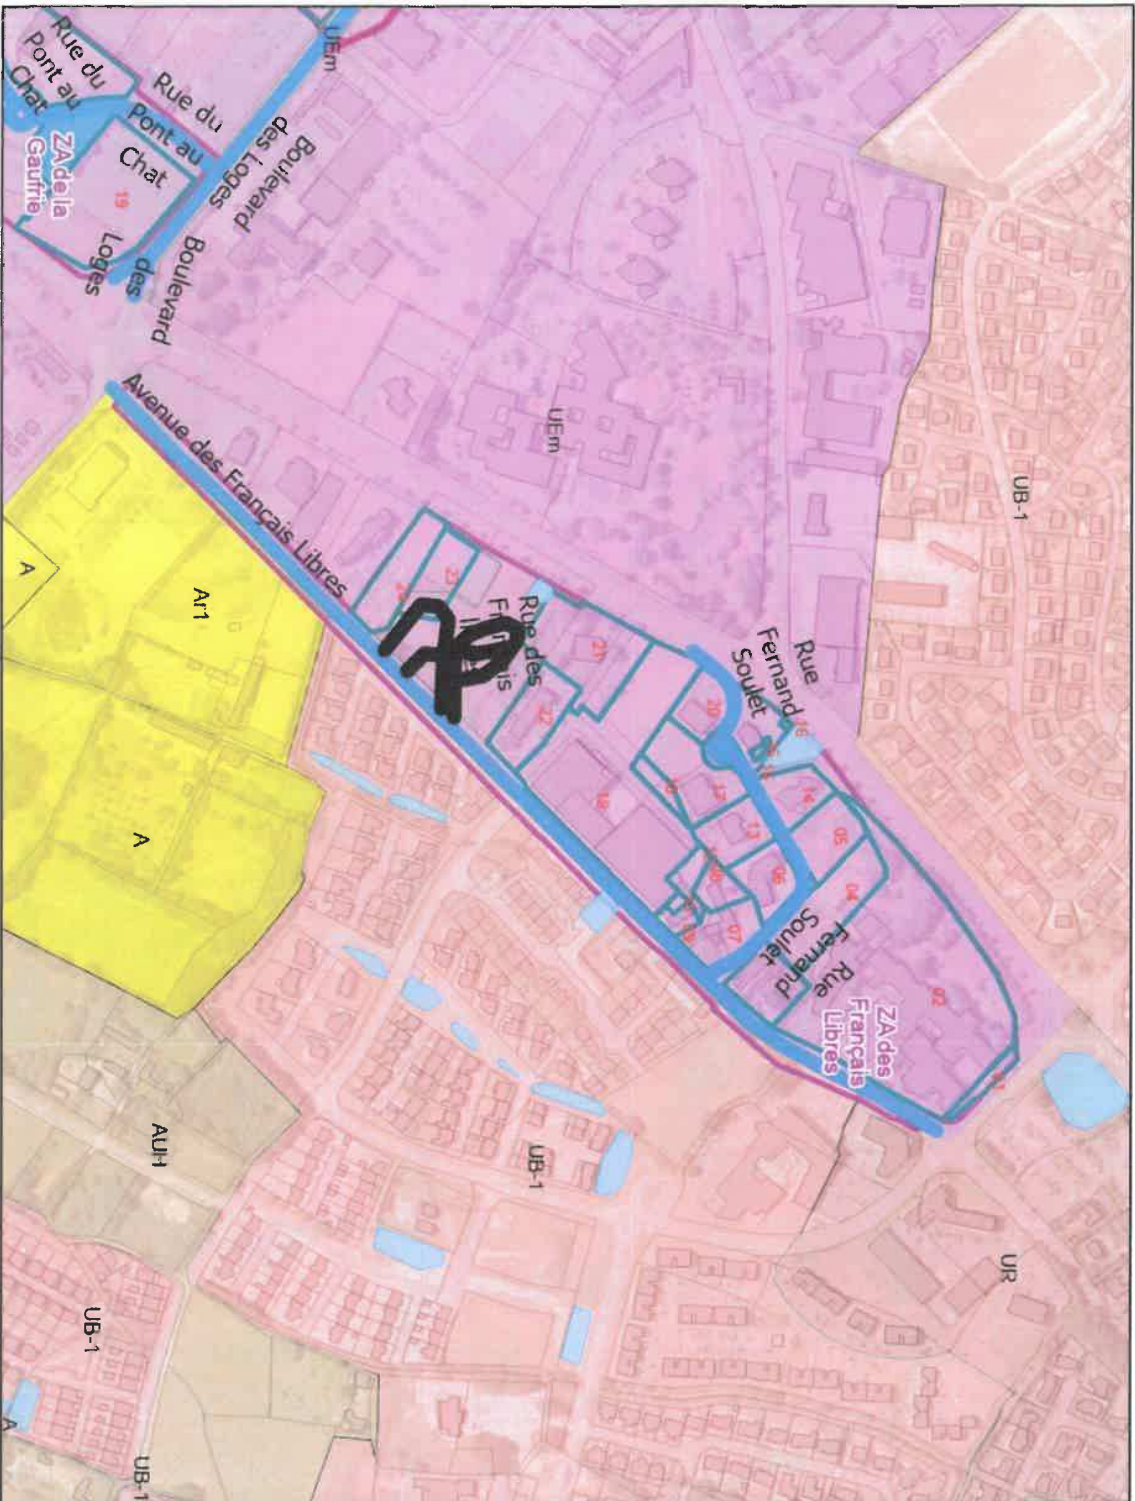 UEm
Rue du
Pont au
Chat
Rue du
Pont au
Chat
ZA de la
Gaufrie
19
Boulevard
des Loges
Boulevard
des
Loges
UB-1
UEm
Avenue des Français Libres
Ar1
A
A
23
Rue des
21
22
19
Rue
Fernand
Soulet
16
20
17
14
13
05
04
06
07
Rue
Fernand
Soulet
02
ZA des
Français
Libres
UR
UB-1
AUH
UB-1
UB-1
A